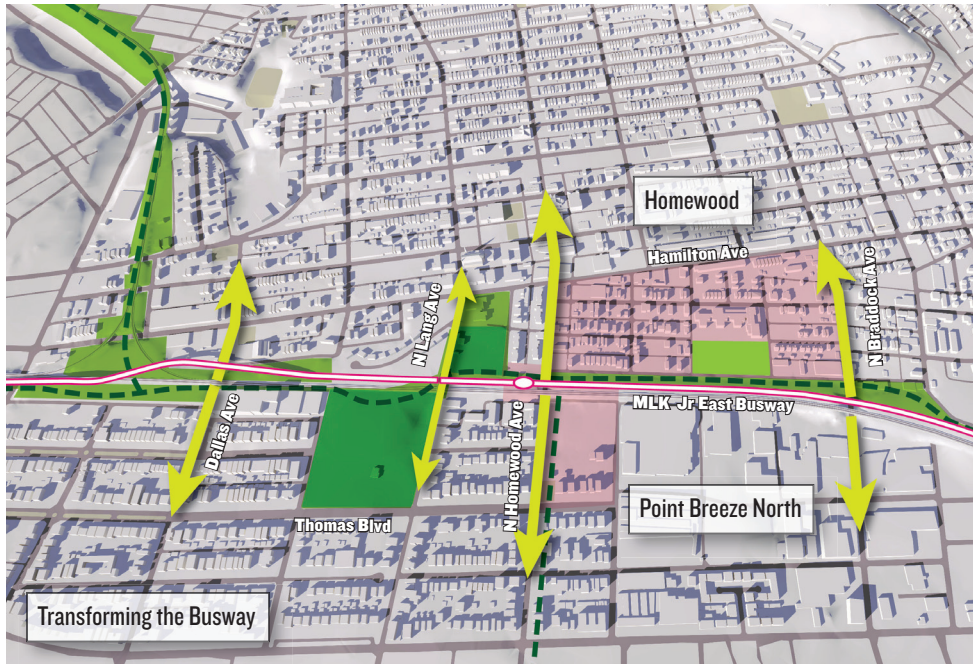 Homewood
Hamilton Ave
N Braddock Ave
N Lang Ave
MLK Jr East Busway
Dallas Ave
N Homewood Ave
Point Breeze North
Thomas Blvd
Transforming the Busway